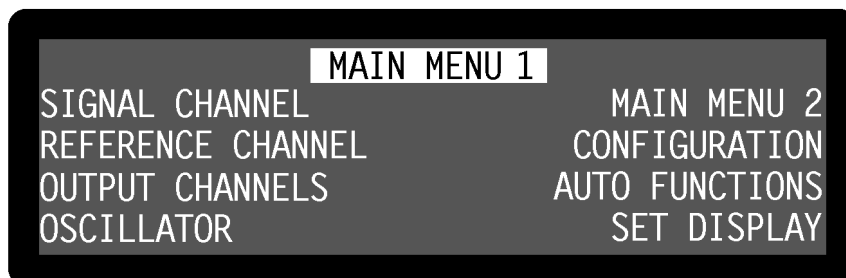 MAIN MENU 1
SIGNAL CHANNEL MAIN MENU 2
REFERENCE CHANNEL CONFIGURATION
OUTPUT CHANNELS AUTO FUNCTIONS
OSCILLATOR SET DISPLAY